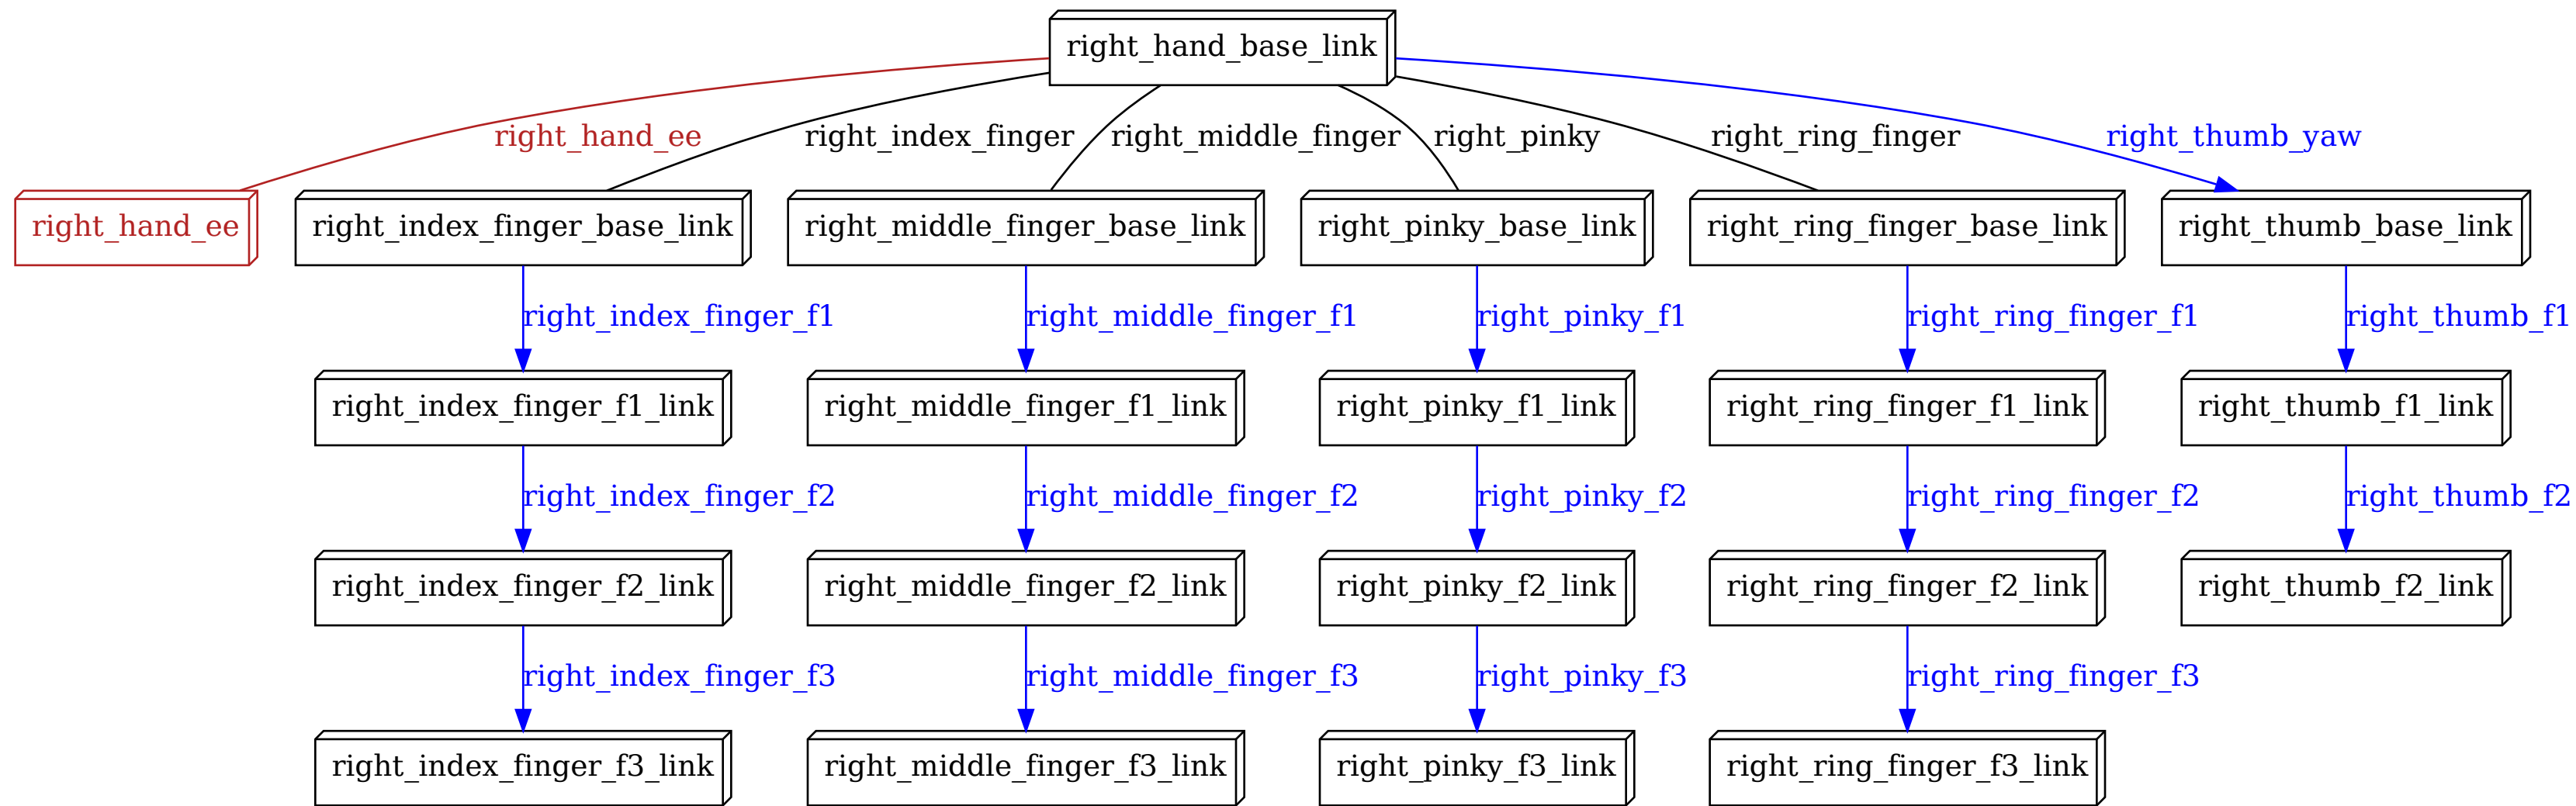 right_hand_base_link
right_hand_ee
right_index_finger
right_middle_finger
right_pinky
right_ring_finger
right_thumb_yaw
right_hand_ee
right_index_finger_base_link
right_middle_finger_base_link
right_pinky_base_link
right_ring_finger_base_link
right_thumb_base_link
right_index_finger_f1
right_middle_finger_f1
right_pinky_f1
right_ring_finger_f1
right_thumb_f1
right_index_finger_f1_link
right_middle_finger_f1_link
right_pinky_f1_link
right_ring_finger_f1_link
right_thumb_f1_link
right_index_finger_f2
right_middle_finger_f2
right_pinky_f2
right_ring_finger_f2
right_thumb_f2
right_index_finger_f2_link
right_middle_finger_f2_link
right_pinky_f2_link
right_ring_finger_f2_link
right_thumb_f2_link
right_index_finger_f3
right_middle_finger_f3
right_pinky_f3
right_ring_finger_f3
right_index_finger_f3_link
right_middle_finger_f3_link
right_pinky_f3_link
right_ring_finger_f3_link